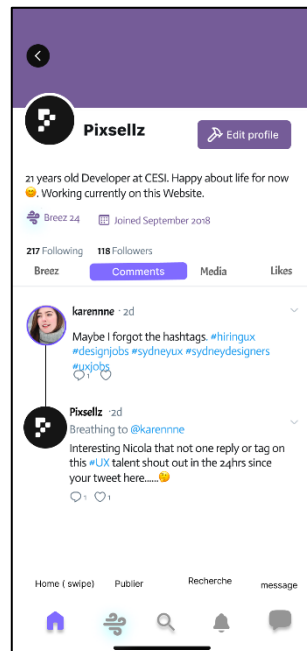 Pixsellz
Edit profile
21 years old Developer at CESI. Happy about life for now
😊. Working currently on this Website.
Breez 24 Joined September 2018
217 Following 118 Followers
Breez Comments Media Likes
karennne · 2d
Maybe I forgot the hashtags. #hiringux
#designjobs #sydneyux #sydneydesigners
#uxjobs
1
Pixsellz ·2d
Breathing to @karennne
Interesting Nicola that not one reply or tag on
this #UX talent shout out in the 24hrs since
your tweet here......🤔
1 1
Home ( swipe) Publier Recherche message